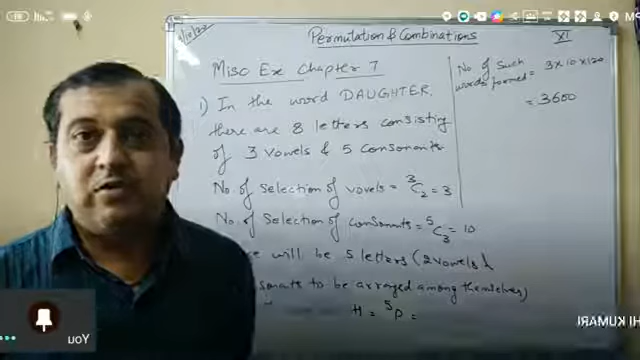 Permutation & Combinations
XI
Misc Ex Chapter 7
1) In the word DAUGHTER.
there are 8 letters consisting
of 3 vowels & 5 consonants
No. of selection of vowels = ³C₂ = 3
No. of selection of consonants = ⁵C₃ = 10
will be 5 letters (2 vowels &
to be arranged among themselves)
= ⁵P =
No of such
words formed = 3×10×120
= 3600
You